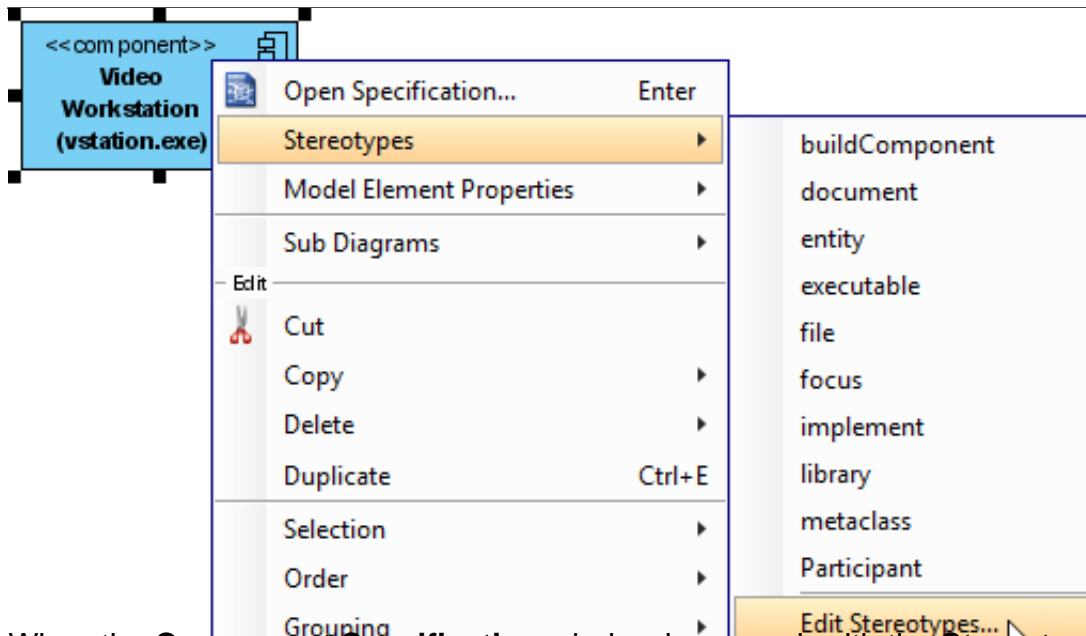 <<component>>
Video
Workstation
(vstation.exe)
Open Specification... Enter
Stereotypes
Model Element Properties
Sub Diagrams
Edit
Cut
Copy
Delete
Duplicate Ctrl+E
Selection
Order
Grouping
buildComponent
document
entity
executable
file
focus
implement
library
metaclass
Participant
Edit Stereotypes...